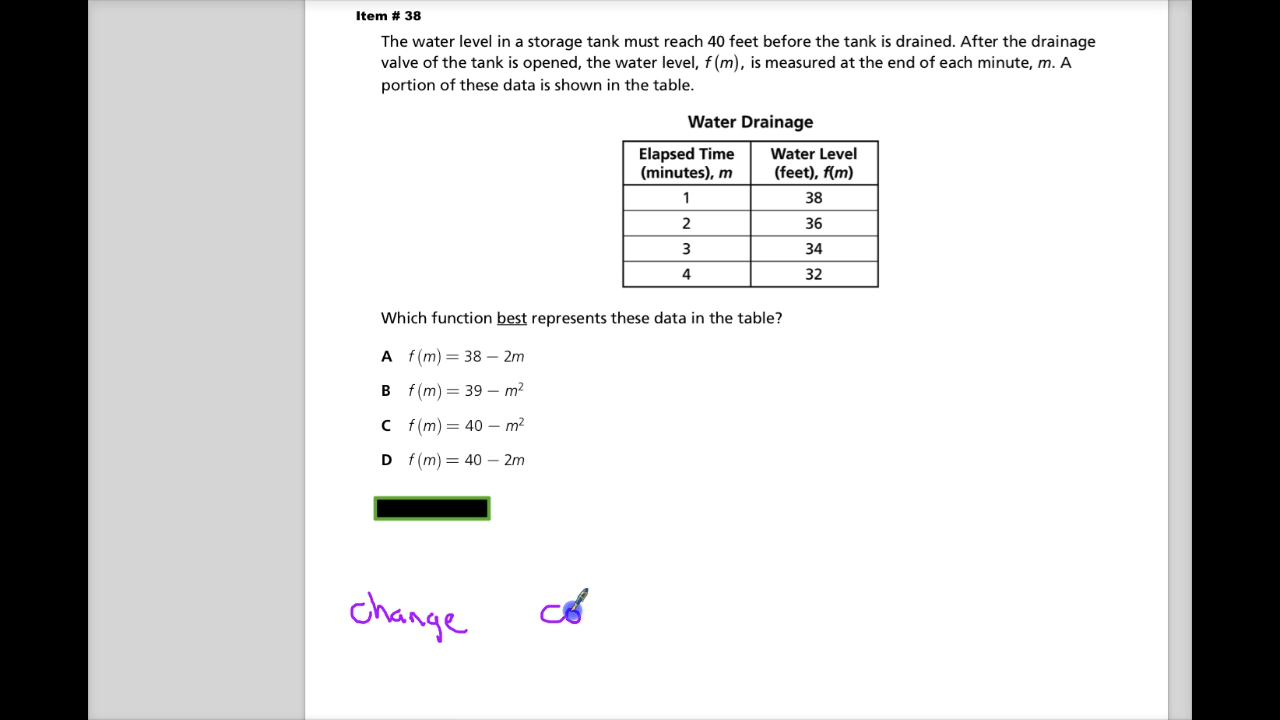 Item # 38
The water level in a storage tank must reach 40 feet before the tank is drained. After the drainage
valve of the tank is opened, the water level, f (m), is measured at the end of each minute, m. A
portion of these data is shown in the table.
Water Drainage
Elapsed Time (minutes), m Water Level (feet), f(m)
1 38
2 36
3 34
4 32
Which function best represents these data in the table?
A f (m) = 38 – 2m
B f (m) = 39 – m²
C f (m) = 40 – m²
D f (m) = 40 – 2m
change co